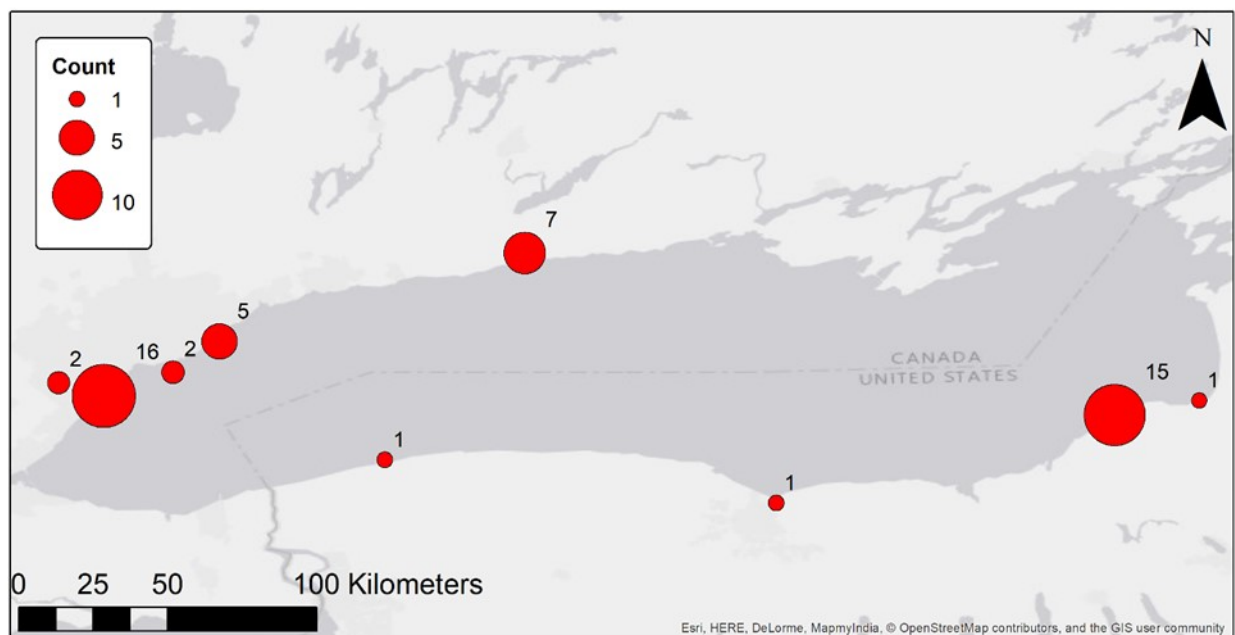 N
Count
1
5
10
7
5
2
16
2
CANADA
UNITED STATES
15
1
1
1
0 25 50 100 Kilometers
Esri, HERE, DeLorme, MapmyIndia, © OpenStreetMap contributors, and the GIS user community